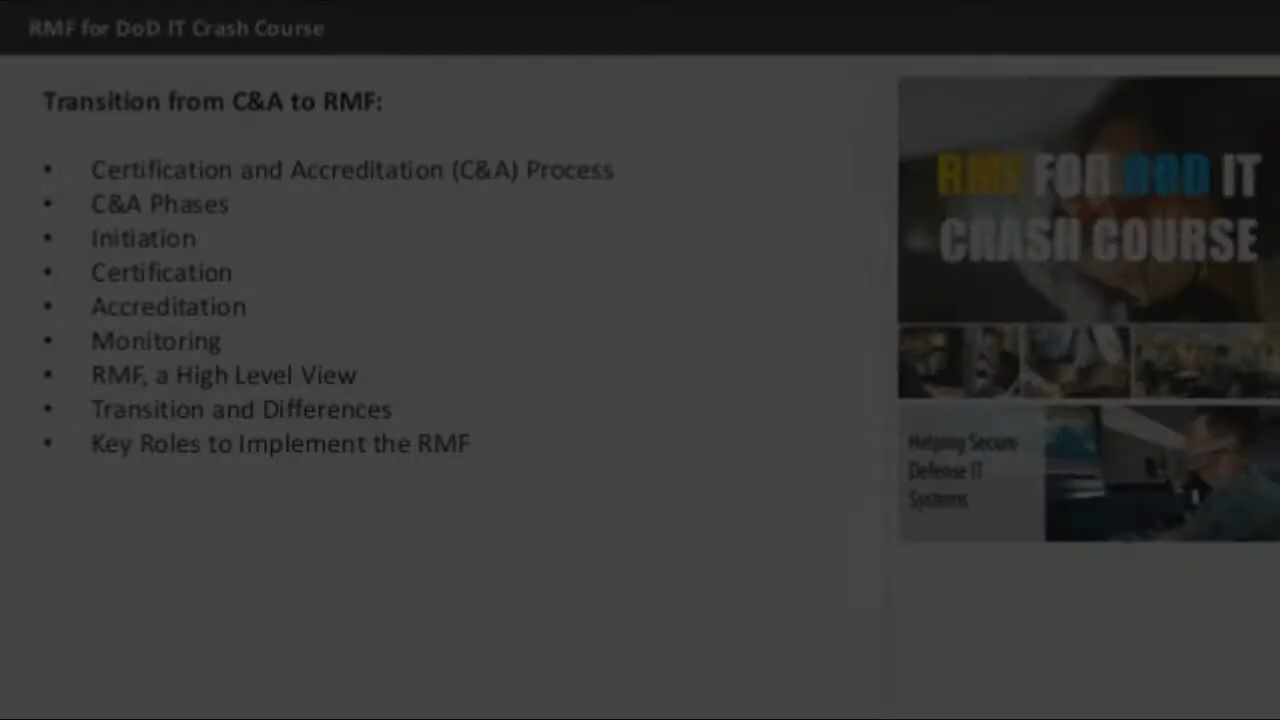 RMF for DoD IT Crash Course
Transition from C&A to RMF:
• Certification and Accreditation (C&A) Process
• C&A Phases
• Initiation
• Certification
• Accreditation
• Monitoring
• RMF, a High Level View
• Transition and Differences
• Key Roles to Implement the RMF
RMF FOR DOD IT
CRASH COURSE
Helping Secure
Defense IT
Systems